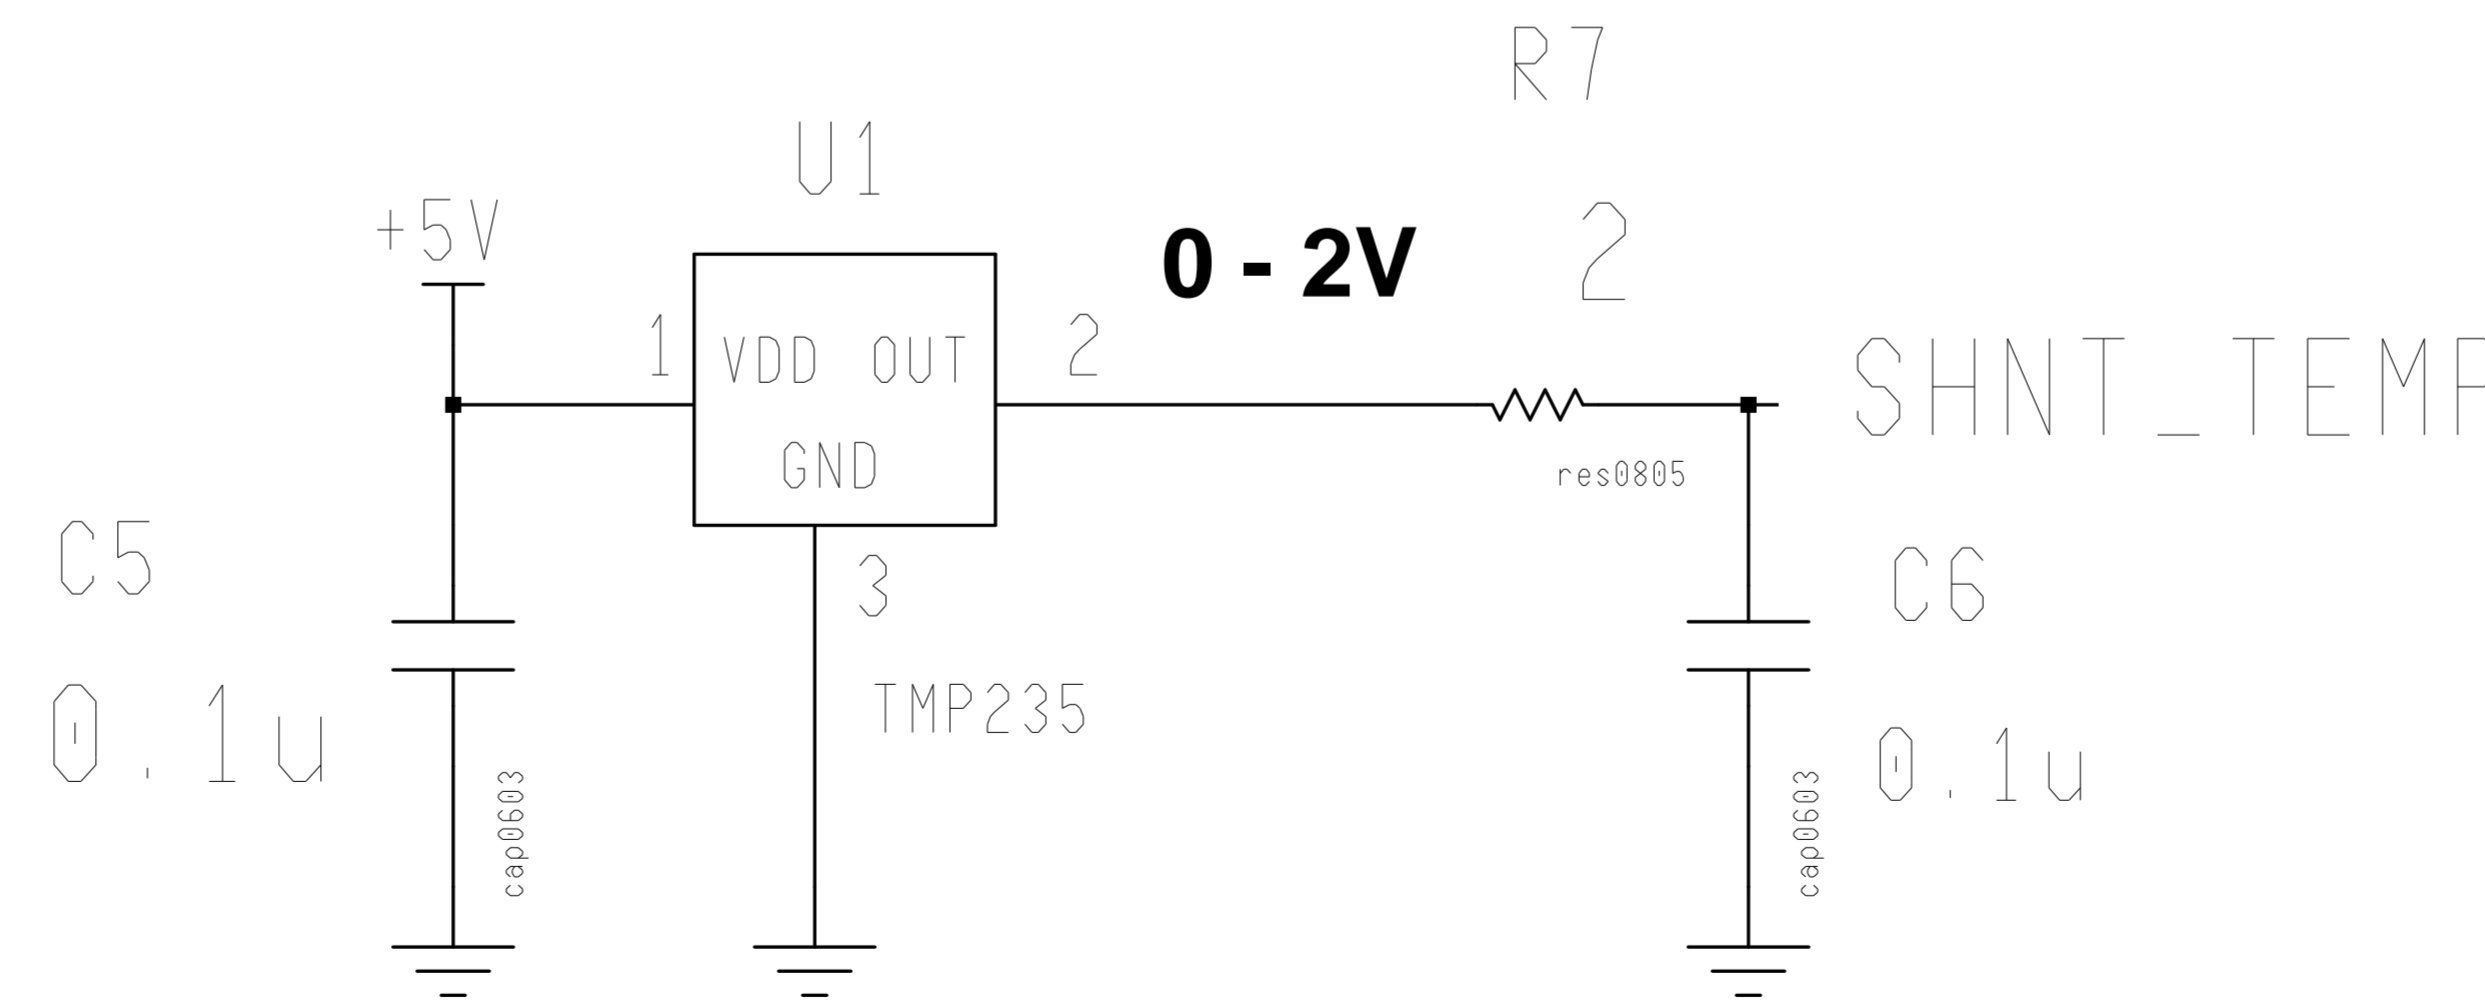 R7
U1
+5V
0 - 2V
2
1
VDD OUT
2
SHNT_TEMP
GND
res0805
C5
3
C6
0.1u
TMP235
0.1u
cap0603
cap0603